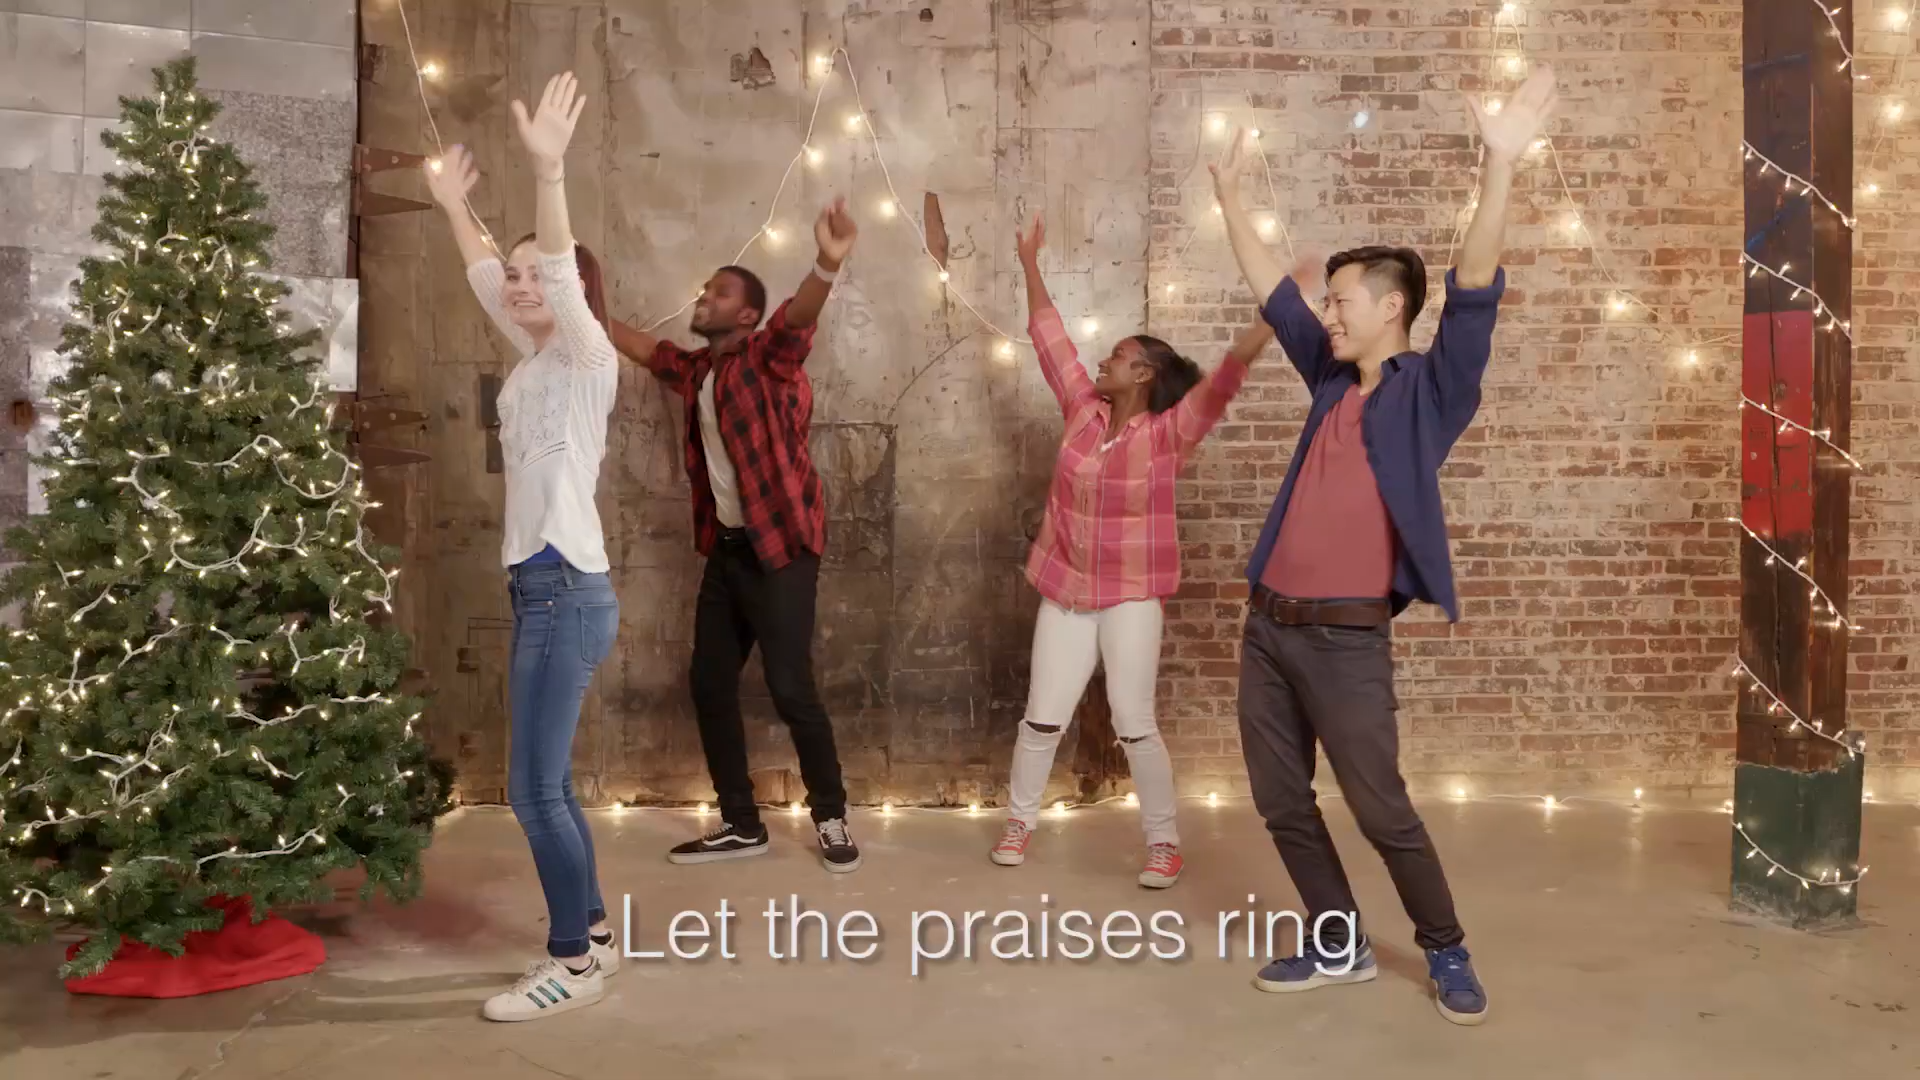 Let the praises ring